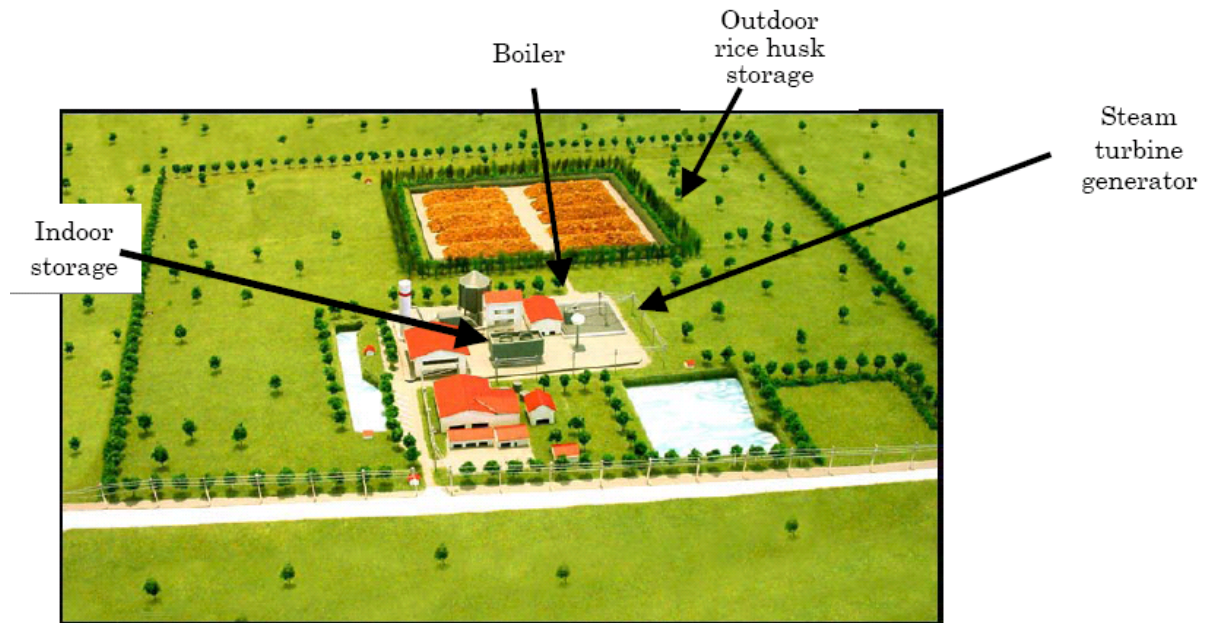 Outdoor
rice husk
storage
Boiler
Steam
turbine
generator
Indoor
storage